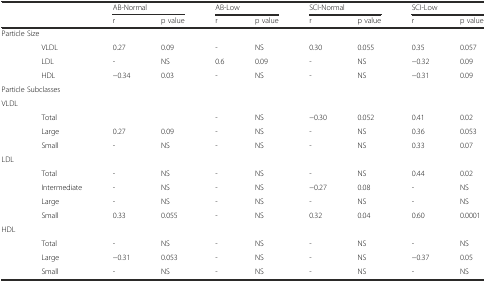 AB-Normal AB-Low SCI-Normal SCI-Low
r p value r p value r p value r p value
Particle Size
VLDL 0.27 0.09 - NS 0.30 0.055 0.35 0.057
LDL - NS 0.6 0.09 - NS −0.32 0.09
HDL −0.34 0.03 - NS - NS −0.31 0.09
Particle Subclasses
VLDL
Total - NS −0.30 0.052 0.41 0.02
Large 0.27 0.09 - NS - NS 0.36 0.053
Small - NS - NS - NS 0.33 0.07
LDL
Total - NS - NS - NS 0.44 0.02
Intermediate - NS - NS −0.27 0.08 - NS
Large - NS - NS - NS - NS
Small 0.33 0.055 - NS 0.32 0.04 0.60 0.0001
HDL
Total - NS - NS - NS - NS
Large −0.31 0.053 - NS - NS −0.37 0.05
Small - NS - NS - NS - NS